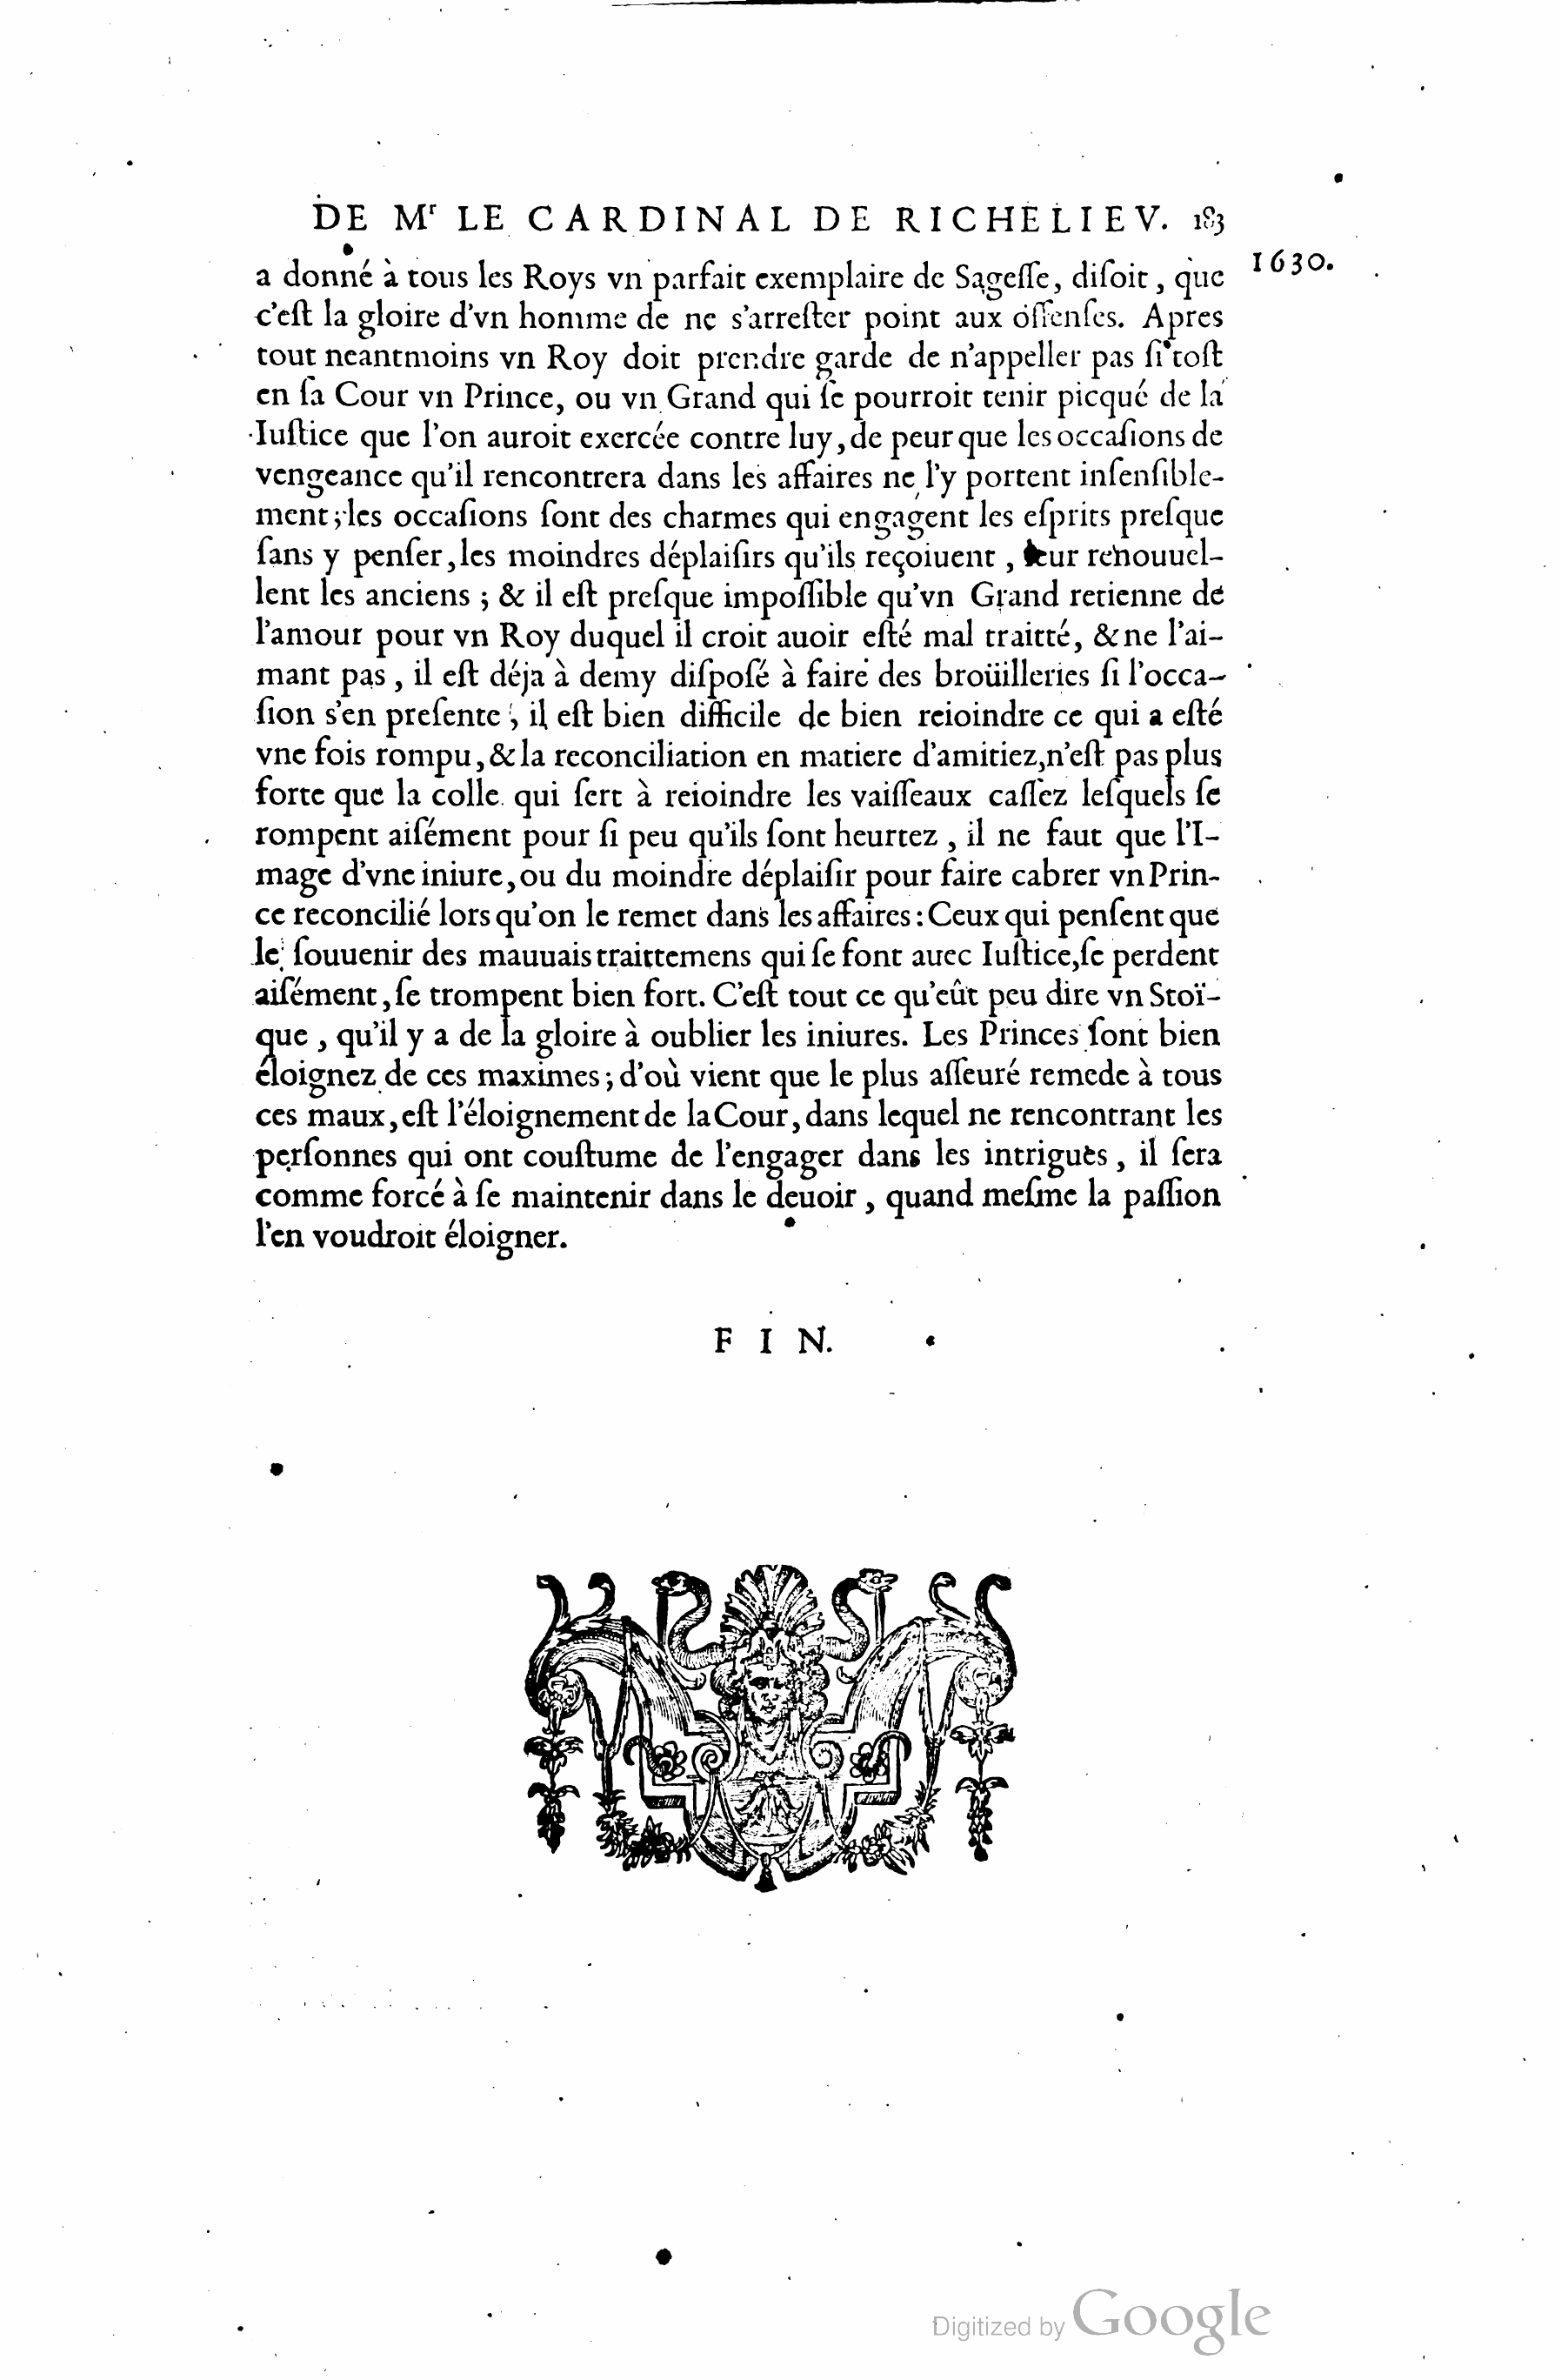 DE Mʳ LE CARDINAL DE RICHELIEV. 183
1630.
a donné à tous les Roys vn parfait exemplaire de Sageſſe, diſoit, que
c'eſt la gloire d'vn homme de ne s'arreſter point aux offenſes. Apres
tout neantmoins vn Roy doit prendre garde de n'appeller pas ſi toſt
en ſa Cour vn Prince, ou vn Grand qui ſe pourroit tenir picqué de la
Iuſtice que l'on auroit exercée contre luy, de peur que les occaſions de
vengeance qu'il rencontrera dans les affaires ne l'y portent inſenſible-
ment; les occaſions ſont des charmes qui engagent les eſprits preſque
ſans y penſer, les moindres déplaiſirs qu'ils reçoiuent, leur renouuel-
lent les anciens; & il eſt preſque impoſſible qu'vn Grand retienne de
l'amour pour vn Roy duquel il croit auoir eſté mal traitté, & ne l'ai-
mant pas, il eſt déja à demy diſpoſé à faire des broüilleries ſi l'occa-
ſion s'en preſente; il eſt bien difficile de bien reioindre ce qui a eſté
vne fois rompu, & la reconciliation en matiere d'amitiez, n'eſt pas plus
forte que la colle qui ſert à reioindre les vaiſſeaux caſſez leſquels ſe
rompent aiſément pour ſi peu qu'ils ſont heurtez, il ne faut que l'I-
mage d'vne iniure, ou du moindre déplaiſir pour faire cabrer vn Prin-
ce reconcilié lors qu'on le remet dans les affaires: Ceux qui penſent que
le ſouuenir des mauuais traittemens qui ſe font auec Iuſtice, ſe perdent
aiſément, ſe trompent bien fort. C'eſt tout ce qu'eût peu dire vn Stoï-
que, qu'il y a de la gloire à oublier les iniures. Les Princes ſont bien
éloignez de ces maximes; d'où vient que le plus aſſeuré remede à tous
ces maux, eſt l'éloignement de la Cour, dans lequel ne rencontrant les
perſonnes qui ont couſtume de l'engager dans les intrigues, il ſera
comme forcé à ſe maintenir dans le deuoir, quand meſme la paſſion
l'en voudroit éloigner.
FIN.
Digitized by Google